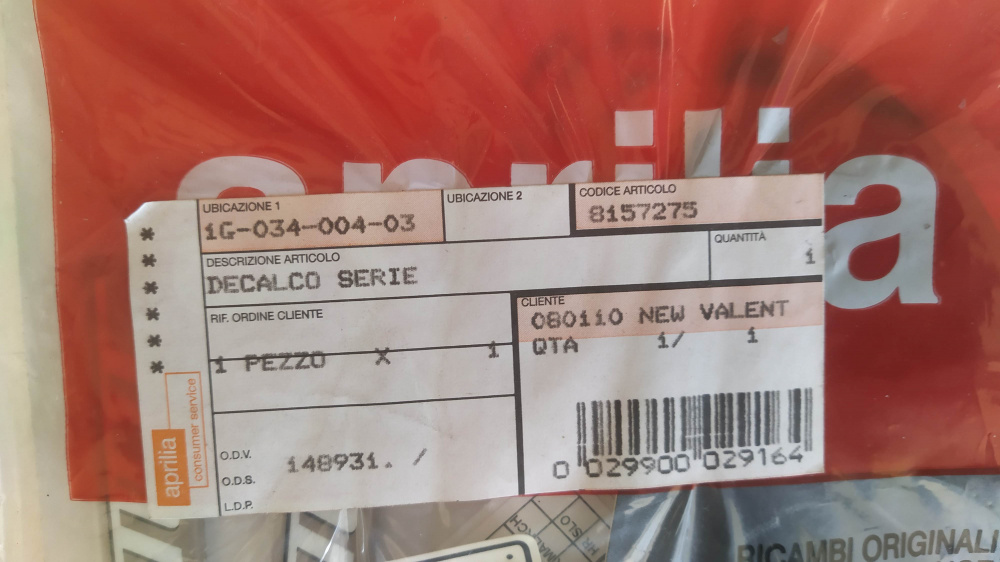 aprilia
UBICAZIONE 1
1G-034-004-03
UBICAZIONE 2
CODICE ARTICOLO
8157275
DESCRIZIONE ARTICOLO
DECALCO SERIE
QUANTITÀ
1
RIF. ORDINE CLIENTE
1 PEZZO X 1
CLIENTE
080110 NEW VALENT
QTA 1/ 1
O.D.V.
148931. /
O.D.S.
L.D.P.
0 029900 029164
* * * * * *
aprilia
consumer service
RICAMBI ORIGINALI